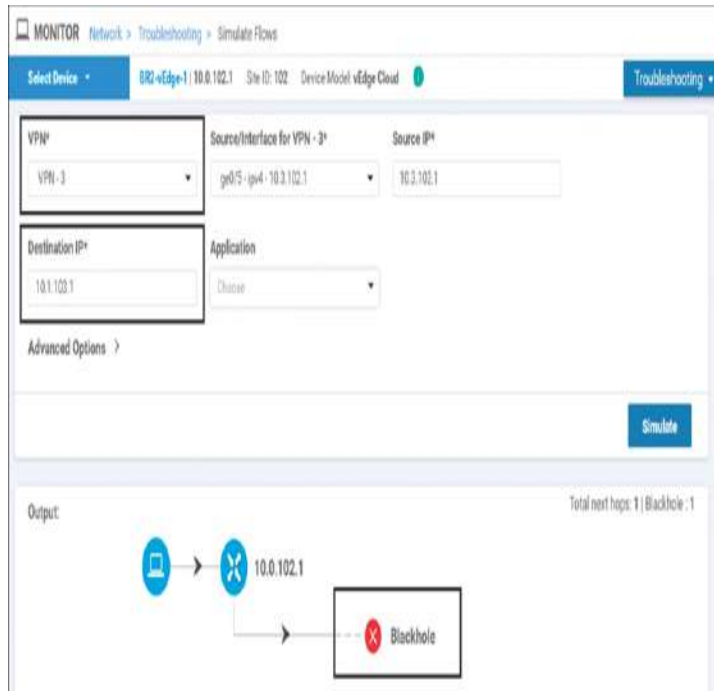 MONITOR Network > Troubleshooting > Simulate Flows
Select Device BR2-vEdge-1 | 10.0.102.1 Site ID: 102 Device Model: vEdge Cloud Troubleshooting
VPN* Source/Interface for VPN - 3* Source IP*
VPN - 3 ge0/5 - ipv4 - 10.3.102.1 10.3.102.1
Destination IP* Application
10.1.103.1 Choose
Advanced Options >
Simulate
Output: Total next hops: 1 | Blackhole : 1
10.0.102.1
Blackhole